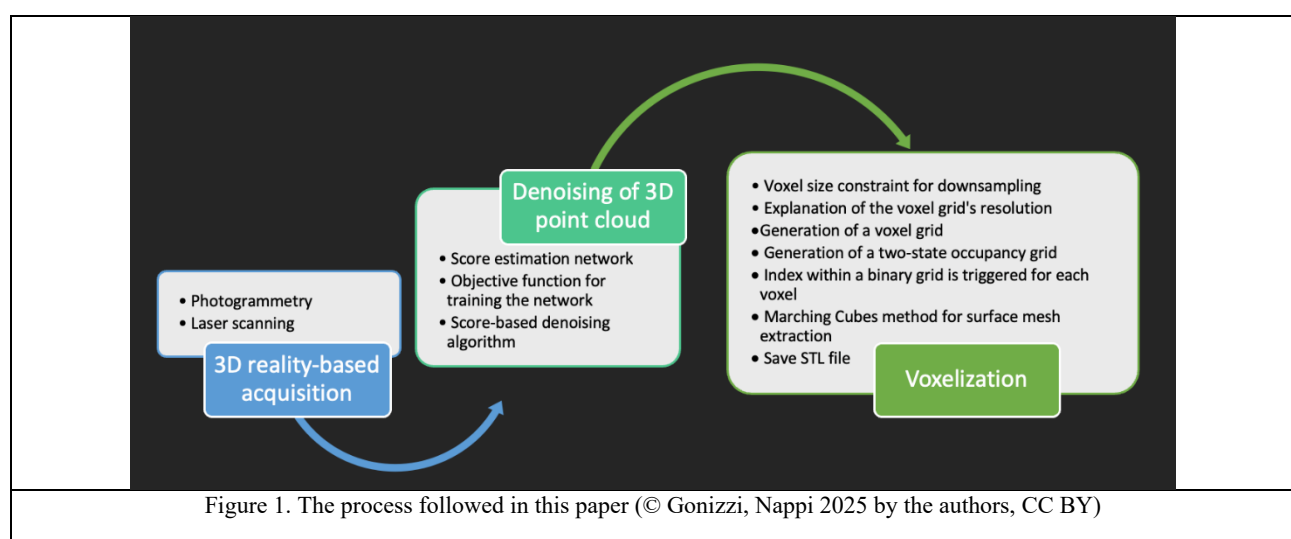 • Photogrammetry
• Laser scanning
3D reality-based
acquisition
Denoising of 3D
point cloud
• Score estimation network
• Objective function for
training the network
• Score-based denoising
algorithm
• Voxel size constraint for downsampling
• Explanation of the voxel grid's resolution
•Generation of a voxel grid
• Generation of a two-state occupancy grid
• Index within a binary grid is triggered for each
voxel
• Marching Cubes method for surface mesh
extraction
• Save STL file
Voxelization
Figure 1. The process followed in this paper (© Gonizzi, Nappi 2025 by the authors, CC BY)